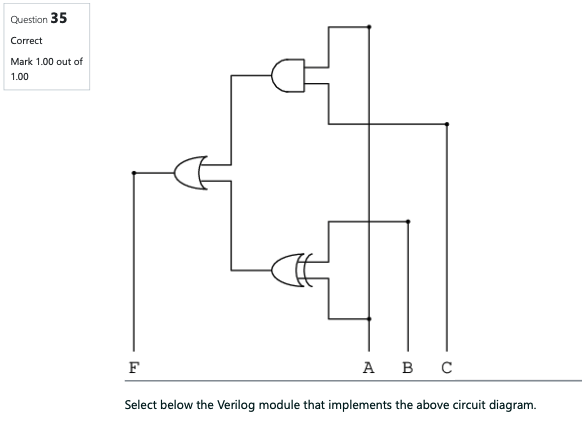 Question 35
Correct
Mark 1.00 out of
1.00
F A B C
Select below the Verilog module that implements the above circuit diagram.